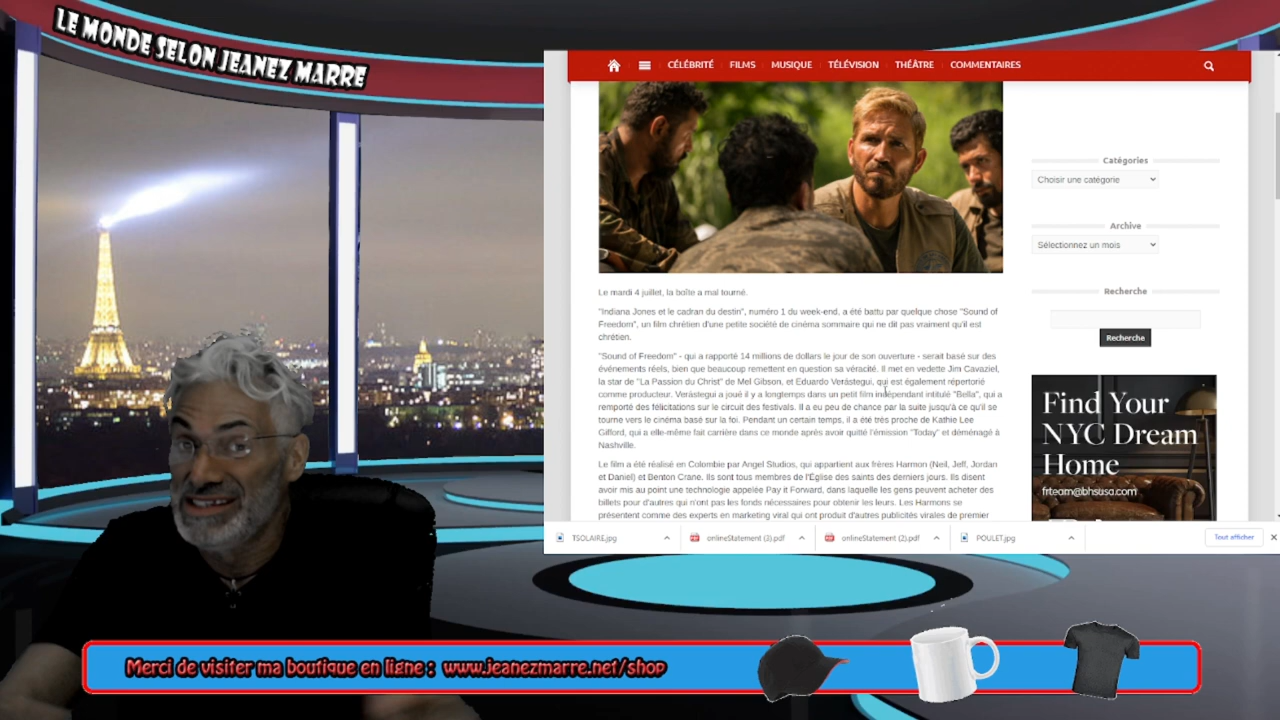 LE MONDE SELON JEANEZ MARRE
CÉLÉBRITÉ FILMS MUSIQUE TÉLÉVISION THÉÂTRE COMMENTAIRES
Le mardi 4 juillet, la boîte a mal tourné.
"Indiana Jones et le cadran du destin", numéro 1 du week-end, a été battu par quelque chose "Sound of
Freedom", un film chrétien d'une petite société de cinéma sommaire qui ne dit pas vraiment qu'il est
chrétien.
"Sound of Freedom" - qui a rapporté 14 millions de dollars le jour de son ouverture - serait basé sur des
événements réels, bien que beaucoup remettent en question sa véracité. Il met en vedette Jim Cavaziel,
la star de "La Passion du Christ" de Mel Gibson, et Eduardo Verástegui, qui est également répertorié
comme producteur. Verástegui a joué il y a longtemps dans un petit film indépendant intitulé "Bella", qui a
remporté des félicitations sur le circuit des festivals. Il a eu peu de chance par la suite jusqu'à ce qu'il se
tourne vers le cinéma basé sur la foi. Pendant un certain temps, il a été très proche de Kathie Lee
Gifford, qui a elle-même fait carrière dans ce monde après avoir quitté l'émission "Today" et déménagé à
Nashville.
Le film a été réalisé en Colombie par Angel Studios, qui appartient aux frères Harmon (Neil, Jeff, Jordan
et Daniel) et Benton Crane. Ils sont tous membres de l'Église des saints des derniers jours. Ils disent
avoir mis au point une technologie appelée Pay it Forward, dans laquelle les gens peuvent acheter des
billets pour d'autres qui n'ont pas les fonds nécessaires pour obtenir les leurs. Les Harmons se
présentent comme des experts en marketing viral qui ont produit d'autres publicités virales de premier
Catégories
Choisir une catégorie
Archive
Sélectionnez un mois
Recherche
Recherche
Find Your
NYC Dream
Home
frteam@bhsusa.com
TSOLAIRE.jpg onlineStatement (3).pdf onlineStatement (2).pdf POULET.jpg Tout afficher
Merci de visiter ma boutique en ligne : www.jeanezmarre.net/shop